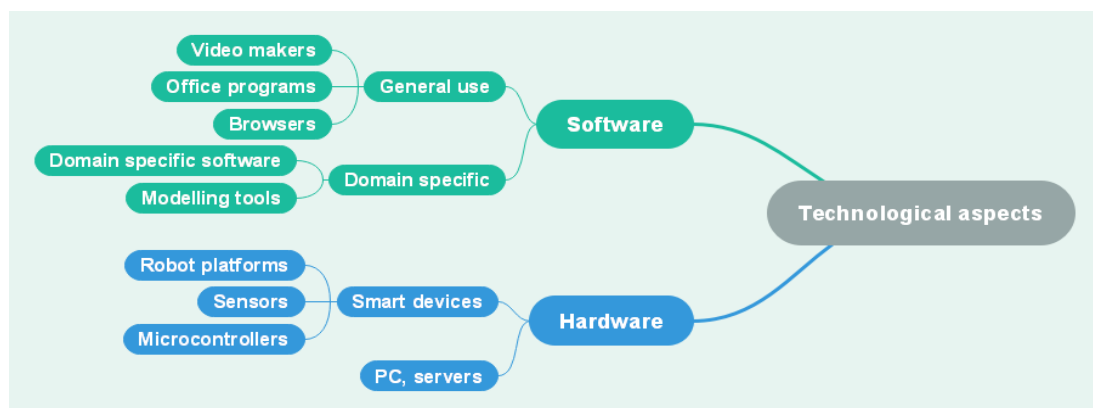 Video makers
Office programs
Browsers
General use
Software
Domain specific software
Modelling tools
Domain specific
Technological aspects
Robot platforms
Sensors
Microcontrollers
Smart devices
Hardware
PC, servers